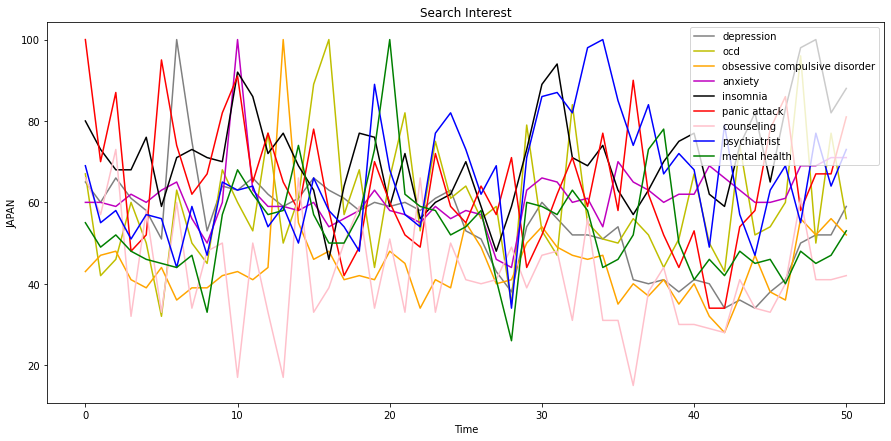 Search Interest
JAPAN
100
80
60
40
20
0
10
20
30
40
50
Time
depression
ocd
obsessive compulsive disorder
anxiety
insomnia
panic attack
counseling
psychiatrist
mental health